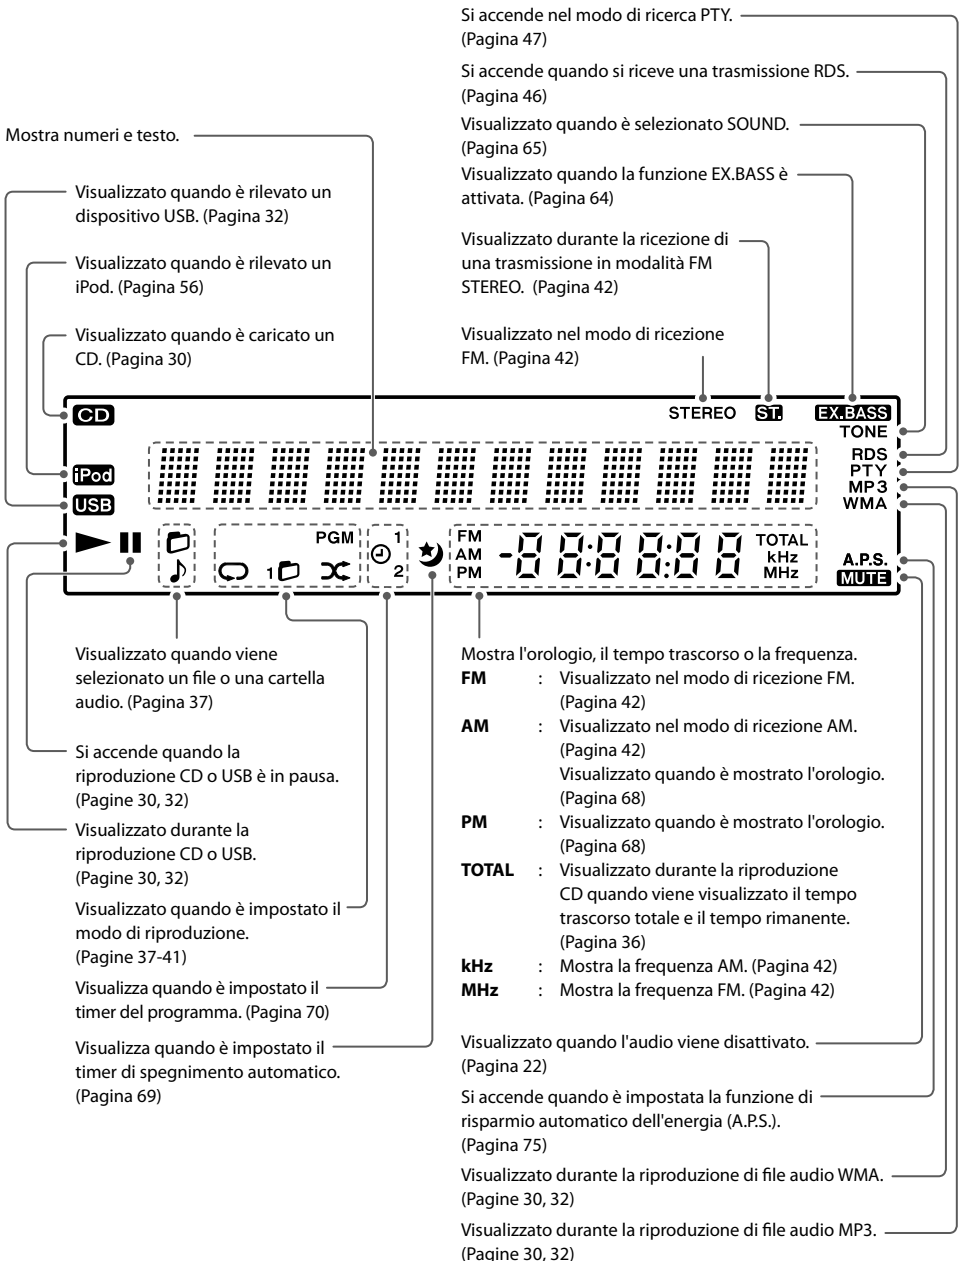 Si accende nel modo di ricerca PTY.
(Pagina 47)
Si accende quando si riceve una trasmissione RDS.
(Pagina 46)
Visualizzato quando è selezionato SOUND.
(Pagina 65)
Visualizzato quando la funzione EX.BASS è
attivata. (Pagina 64)
Visualizzato durante la ricezione di
una trasmissione in modalità FM
STEREO. (Pagina 42)
Visualizzato nel modo di ricezione
FM. (Pagina 42)
Mostra numeri e testo.
Visualizzato quando è rilevato un
dispositivo USB. (Pagina 32)
Visualizzato quando è rilevato un
iPod. (Pagina 56)
Visualizzato quando è caricato un
CD. (Pagina 30)
CD
STEREO ST. EX.BASS
TONE
RDS
iPod
PTY
MP3
USB
WMA
PGM
1
1
2
FM
AM
PM
-88:88:88
TOTAL
kHz
MHz
A.P.S.
MUTE
Visualizzato quando viene
selezionato un file o una cartella
audio. (Pagina 37)
Si accende quando la
riproduzione CD o USB è in pausa.
(Pagine 30, 32)
Visualizzato durante la
riproduzione CD o USB.
(Pagine 30, 32)
Visualizzato quando è impostato il
modo di riproduzione.
(Pagine 37-41)
Visualizza quando è impostato il
timer del programma. (Pagina 70)
Visualizza quando è impostato il
timer di spegnimento automatico.
(Pagina 69)
Mostra l'orologio, il tempo trascorso o la frequenza.
FM : Visualizzato nel modo di ricezione FM.
(Pagina 42)
AM : Visualizzato nel modo di ricezione AM.
(Pagina 42)
Visualizzato quando è mostrato l'orologio.
(Pagina 68)
PM : Visualizzato quando è mostrato l'orologio.
(Pagina 68)
TOTAL : Visualizzato durante la riproduzione
CD quando viene visualizzato il tempo
trascorso totale e il tempo rimanente.
(Pagina 36)
kHz : Mostra la frequenza AM. (Pagina 42)
MHz : Mostra la frequenza FM. (Pagina 42)
Visualizzato quando l'audio viene disattivato.
(Pagina 22)
Si accende quando è impostata la funzione di
risparmio automatico dell'energia (A.P.S.).
(Pagina 75)
Visualizzato durante la riproduzione di file audio WMA.
(Pagine 30, 32)
Visualizzato durante la riproduzione di file audio MP3.
(Pagine 30, 32)